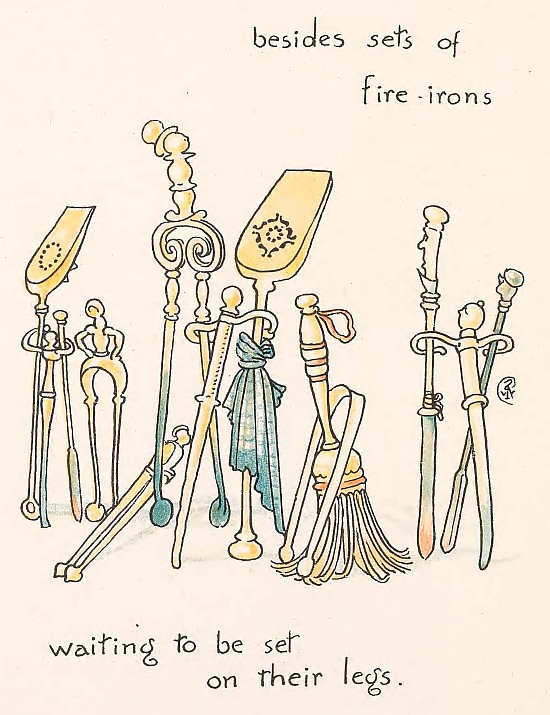 besides sets of
fire-irons
waiting to be set
on their legs.